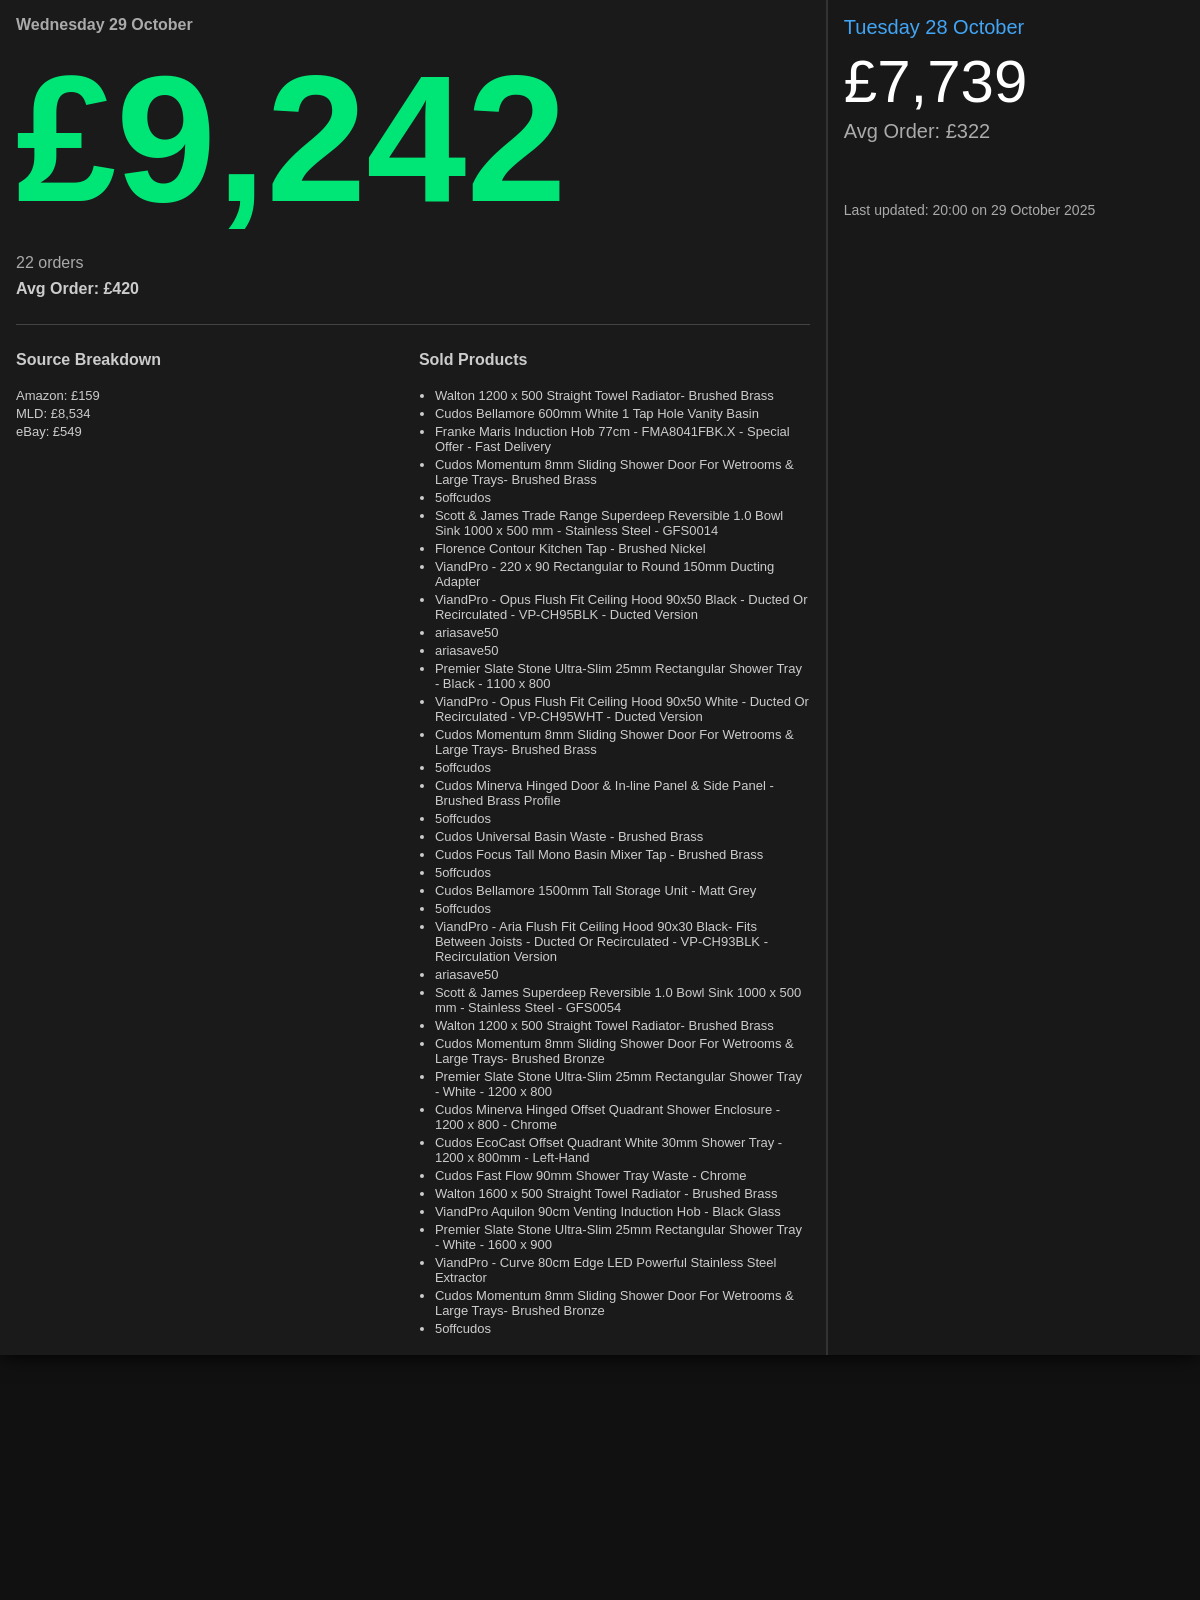 Wednesday 29 October
£9,242
22 orders
Avg Order: £420
Source Breakdown
Amazon: £159
MLD: £8,534
eBay: £549
Sold Products
Walton 1200 x 500 Straight Towel Radiator- Brushed Brass
Cudos Bellamore 600mm White 1 Tap Hole Vanity Basin
Franke Maris Induction Hob 77cm - FMA8041FBK.X - Special
Offer - Fast Delivery
Cudos Momentum 8mm Sliding Shower Door For Wetrooms &
Large Trays- Brushed Brass
5offcudos
Scott & James Trade Range Superdeep Reversible 1.0 Bowl
Sink 1000 x 500 mm - Stainless Steel - GFS0014
Florence Contour Kitchen Tap - Brushed Nickel
ViandPro - 220 x 90 Rectangular to Round 150mm Ducting
Adapter
ViandPro - Opus Flush Fit Ceiling Hood 90x50 Black - Ducted Or
Recirculated - VP-CH95BLK - Ducted Version
ariasave50
ariasave50
Premier Slate Stone Ultra-Slim 25mm Rectangular Shower Tray
- Black - 1100 x 800
ViandPro - Opus Flush Fit Ceiling Hood 90x50 White - Ducted Or
Recirculated - VP-CH95WHT - Ducted Version
Cudos Momentum 8mm Sliding Shower Door For Wetrooms &
Large Trays- Brushed Brass
5offcudos
Cudos Minerva Hinged Door & In-line Panel & Side Panel -
Brushed Brass Profile
5offcudos
Cudos Universal Basin Waste - Brushed Brass
Cudos Focus Tall Mono Basin Mixer Tap - Brushed Brass
5offcudos
Cudos Bellamore 1500mm Tall Storage Unit - Matt Grey
5offcudos
ViandPro - Aria Flush Fit Ceiling Hood 90x30 Black- Fits
Between Joists - Ducted Or Recirculated - VP-CH93BLK -
Recirculation Version
ariasave50
Scott & James Superdeep Reversible 1.0 Bowl Sink 1000 x 500
mm - Stainless Steel - GFS0054
Walton 1200 x 500 Straight Towel Radiator- Brushed Brass
Cudos Momentum 8mm Sliding Shower Door For Wetrooms &
Large Trays- Brushed Bronze
Premier Slate Stone Ultra-Slim 25mm Rectangular Shower Tray
- White - 1200 x 800
Cudos Minerva Hinged Offset Quadrant Shower Enclosure -
1200 x 800 - Chrome
Cudos EcoCast Offset Quadrant White 30mm Shower Tray -
1200 x 800mm - Left-Hand
Cudos Fast Flow 90mm Shower Tray Waste - Chrome
Walton 1600 x 500 Straight Towel Radiator - Brushed Brass
ViandPro Aquilon 90cm Venting Induction Hob - Black Glass
Premier Slate Stone Ultra-Slim 25mm Rectangular Shower Tray
- White - 1600 x 900
ViandPro - Curve 80cm Edge LED Powerful Stainless Steel
Extractor
Cudos Momentum 8mm Sliding Shower Door For Wetrooms &
Large Trays- Brushed Bronze
5offcudos
Tuesday 28 October
£7,739
Avg Order: £322
Last updated: 20:00 on 29 October 2025